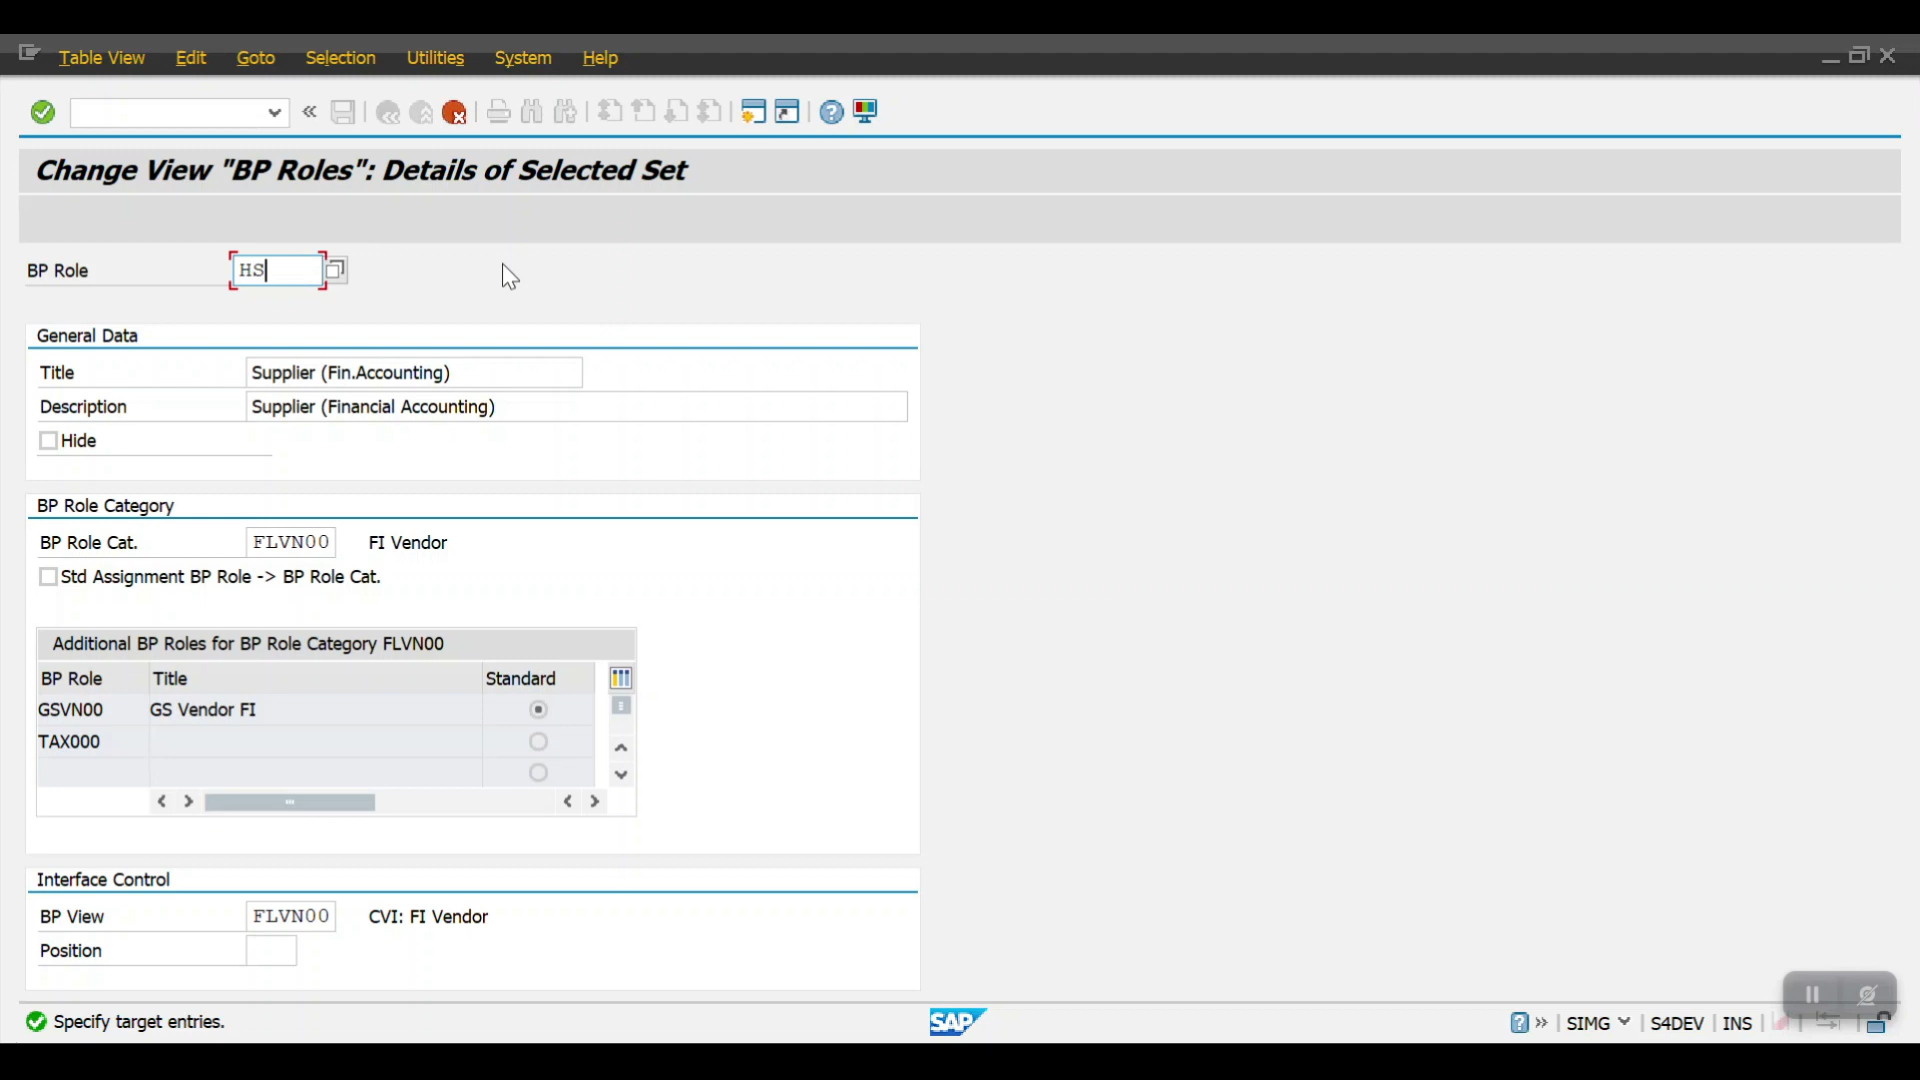 Table View Edit Goto Selection Utilities System Help
Change View "BP Roles": Details of Selected Set
BP Role HS
General Data
Title Supplier (Fin.Accounting)
Description Supplier (Financial Accounting)
Hide
BP Role Category
BP Role Cat. FLVN00 FI Vendor
Std Assignment BP Role -> BP Role Cat.
Additional BP Roles for BP Role Category FLVN00
BP Role Title Standard
GSVN00 GS Vendor FI
TAX000
Interface Control
BP View FLVN00 CVI: FI Vendor
Position
Specify target entries. SAP SIMG S4DEV INS